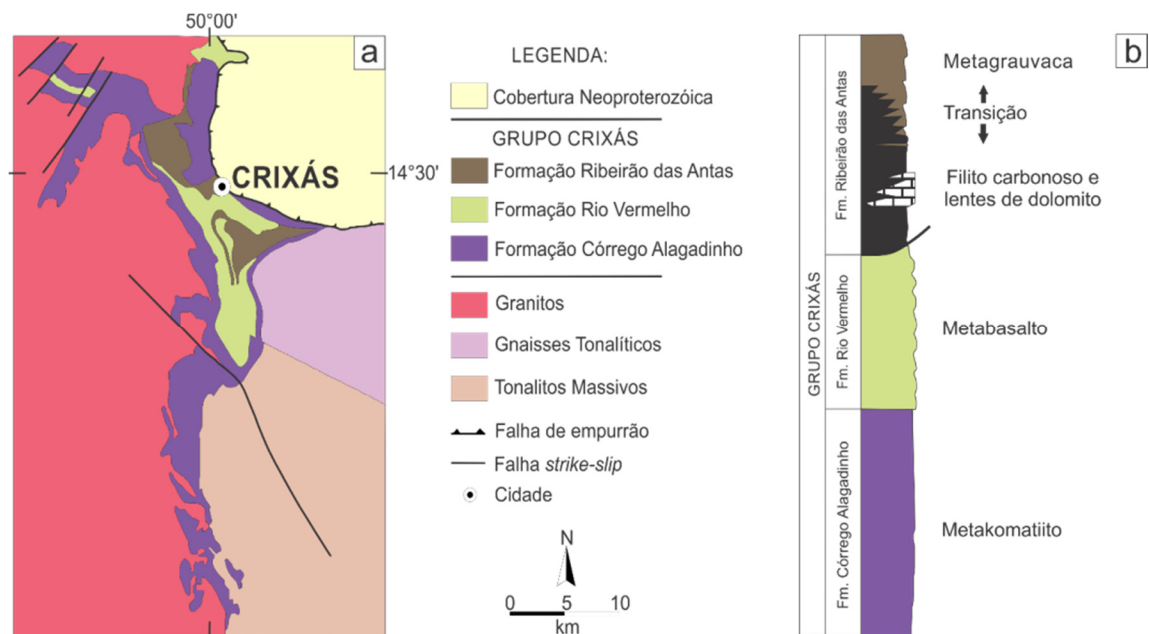 50°00'
a
CRIXÁS
14°30'
LEGENDA:
Cobertura Neoproterozóica
GRUPO CRIXÁS
Formação Ribeirão das Antas
Formação Rio Vermelho
Formação Córrego Alagadinho
Granitos
Gnaisses Tonalíticos
Tonalitos Massivos
Falha de empurrão
Falha strike-slip
Cidade
N
0 5 10
km
b
GRUPO CRIXÁS
Fm. Ribeirão das Antas
Fm. Rio Vermelho
Fm. Córrego Alagadinho
Metagrauvaca
Transição
Filito carbonoso e
lentes de dolomito
Metabasalto
Metakomatiito